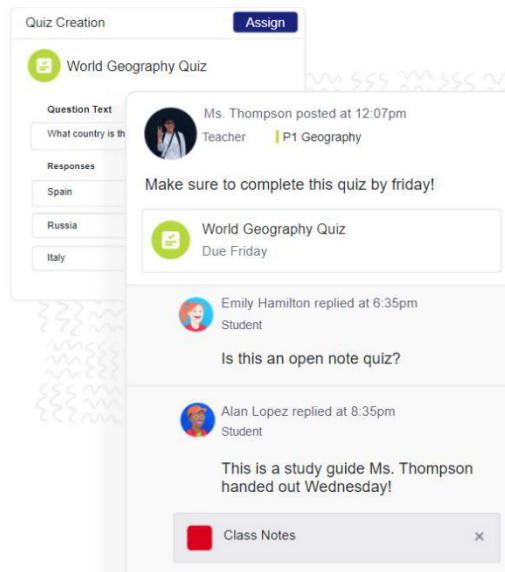 Quiz Creation
Assign
World Geography Quiz
Question Text
What country is th
Responses
Spain
Russia
Italy
Ms. Thompson posted at 12:07pm
Teacher
P1 Geography
Make sure to complete this quiz by friday!
World Geography Quiz
Due Friday
Emily Hamilton replied at 6:35pm
Student
Is this an open note quiz?
Alan Lopez replied at 8:35pm
Student
This is a study guide Ms. Thompson
handed out Wednesday!
Class Notes
×